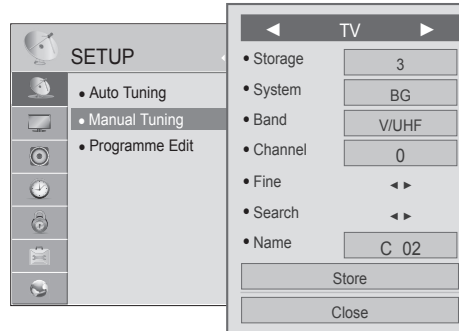 SETUP
• Auto Tuning
• Manual Tuning
• Programme Edit
◄ TV ►
• Storage 3
• System BG
• Band V/UHF
• Channel 0
• Fine ◄ ►
• Search ◄ ►
• Name C 02
Store
Close